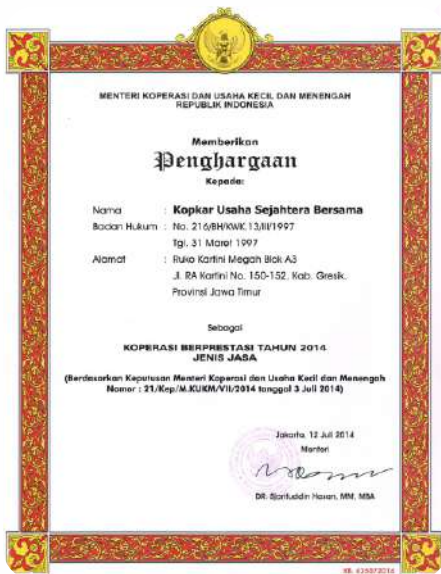 MENTERI KOPERASI DAN USAHA KECIL DAN MENENGAH
REPUBLIK INDONESIA
Memberikan
Penghargaan
Kepada:
Nama : Kopkar Usaha Sejahtera Bersama
Badan Hukum : No. 216/BH/KWK.13/III/1997
Tgl. 31 Maret 1997
Alamat : Ruko Kartini Megah Blok A3
Jl. RA Kartini No. 150-152, Kab. Gresik.
Provinsi Jawa Timur
Sebagai
KOPERASI BERPRESTASI TAHUN 2014
JENIS JASA
(Berdasarkan Keputusan Menteri Koperasi dan Usaha Kecil dan Menengah
Nomor : 21/Kep/M.KUKM/VII/2014 tanggal 3 Juli 2014)
Jakarta, 12 Juli 2014
Menteri
DR. Sjarifuddin Hasan, MM, MBA